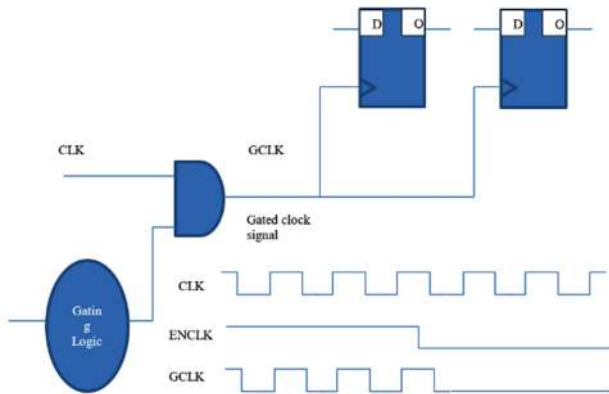 D O
D O
CLK
GCLK
Gated clock
signal
Gatin
g
Logic
CLK
ENCLK
GCLK